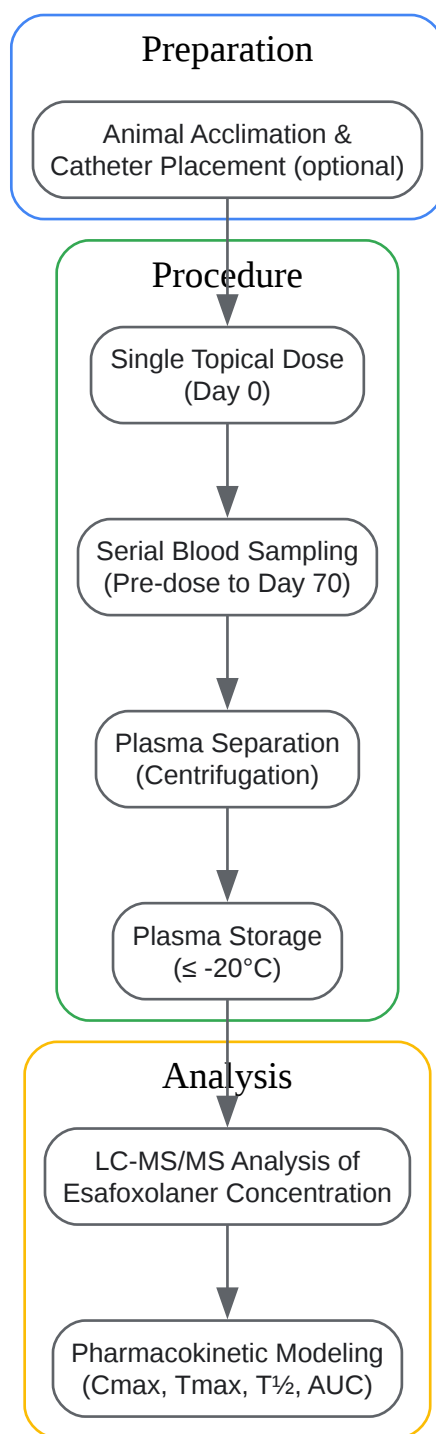 Preparation
Animal Acclimation &
Catheter Placement (optional)
Procedure
Single Topical Dose
(Day 0)
Serial Blood Sampling
(Pre-dose to Day 70)
Plasma Separation
(Centrifugation)
Plasma Storage
(≤ -20°C)
Analysis
LC-MS/MS Analysis of
Esafoxolaner Concentration
Pharmacokinetic Modeling
(Cmax, Tmax, T½, AUC)